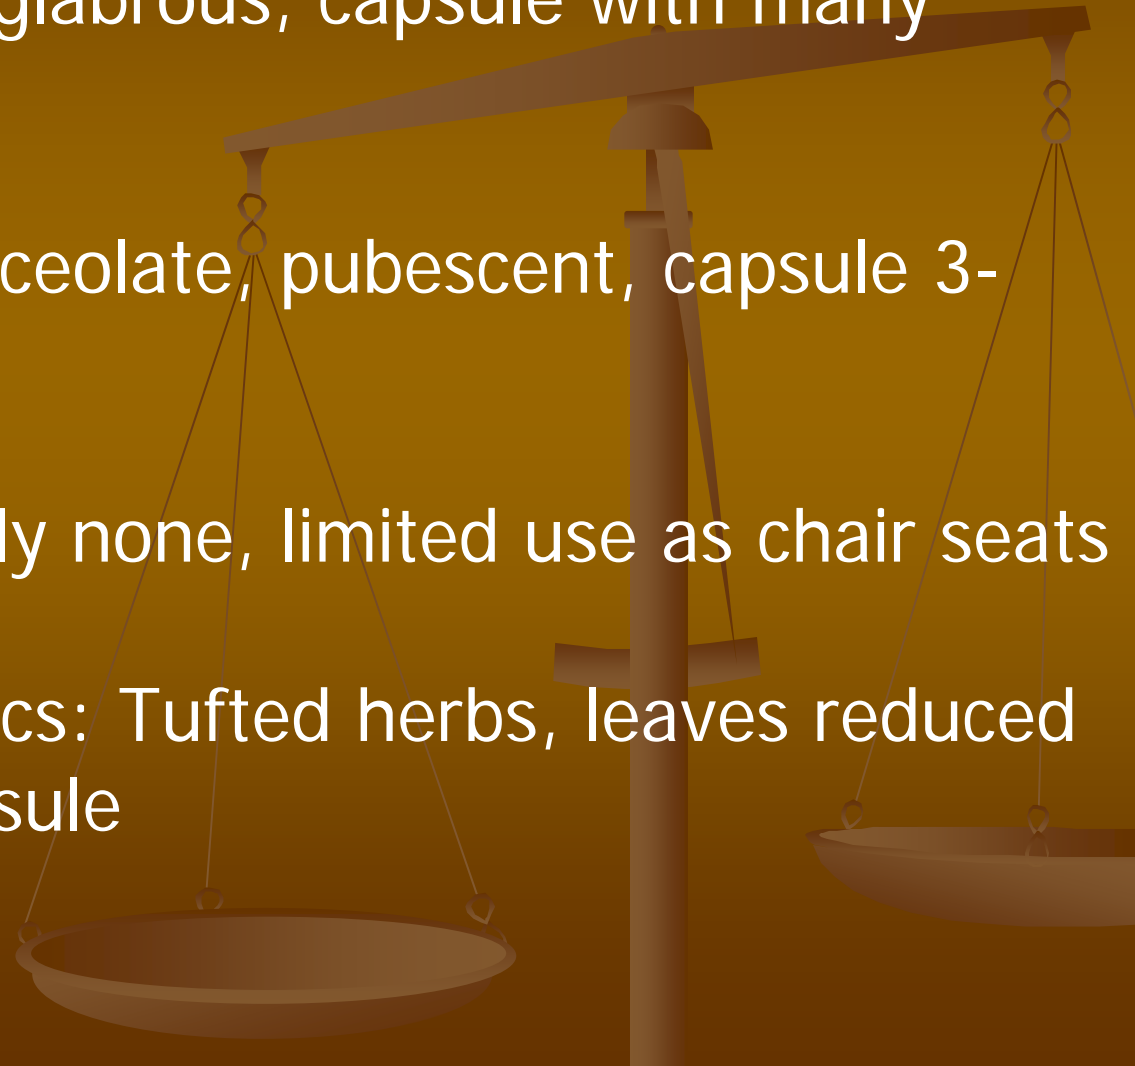 glabrous, capsule with many
ceolate, pubescent, capsule 3-
ly none, limited use as chair seats
cs: Tufted herbs, leaves reduced
sule